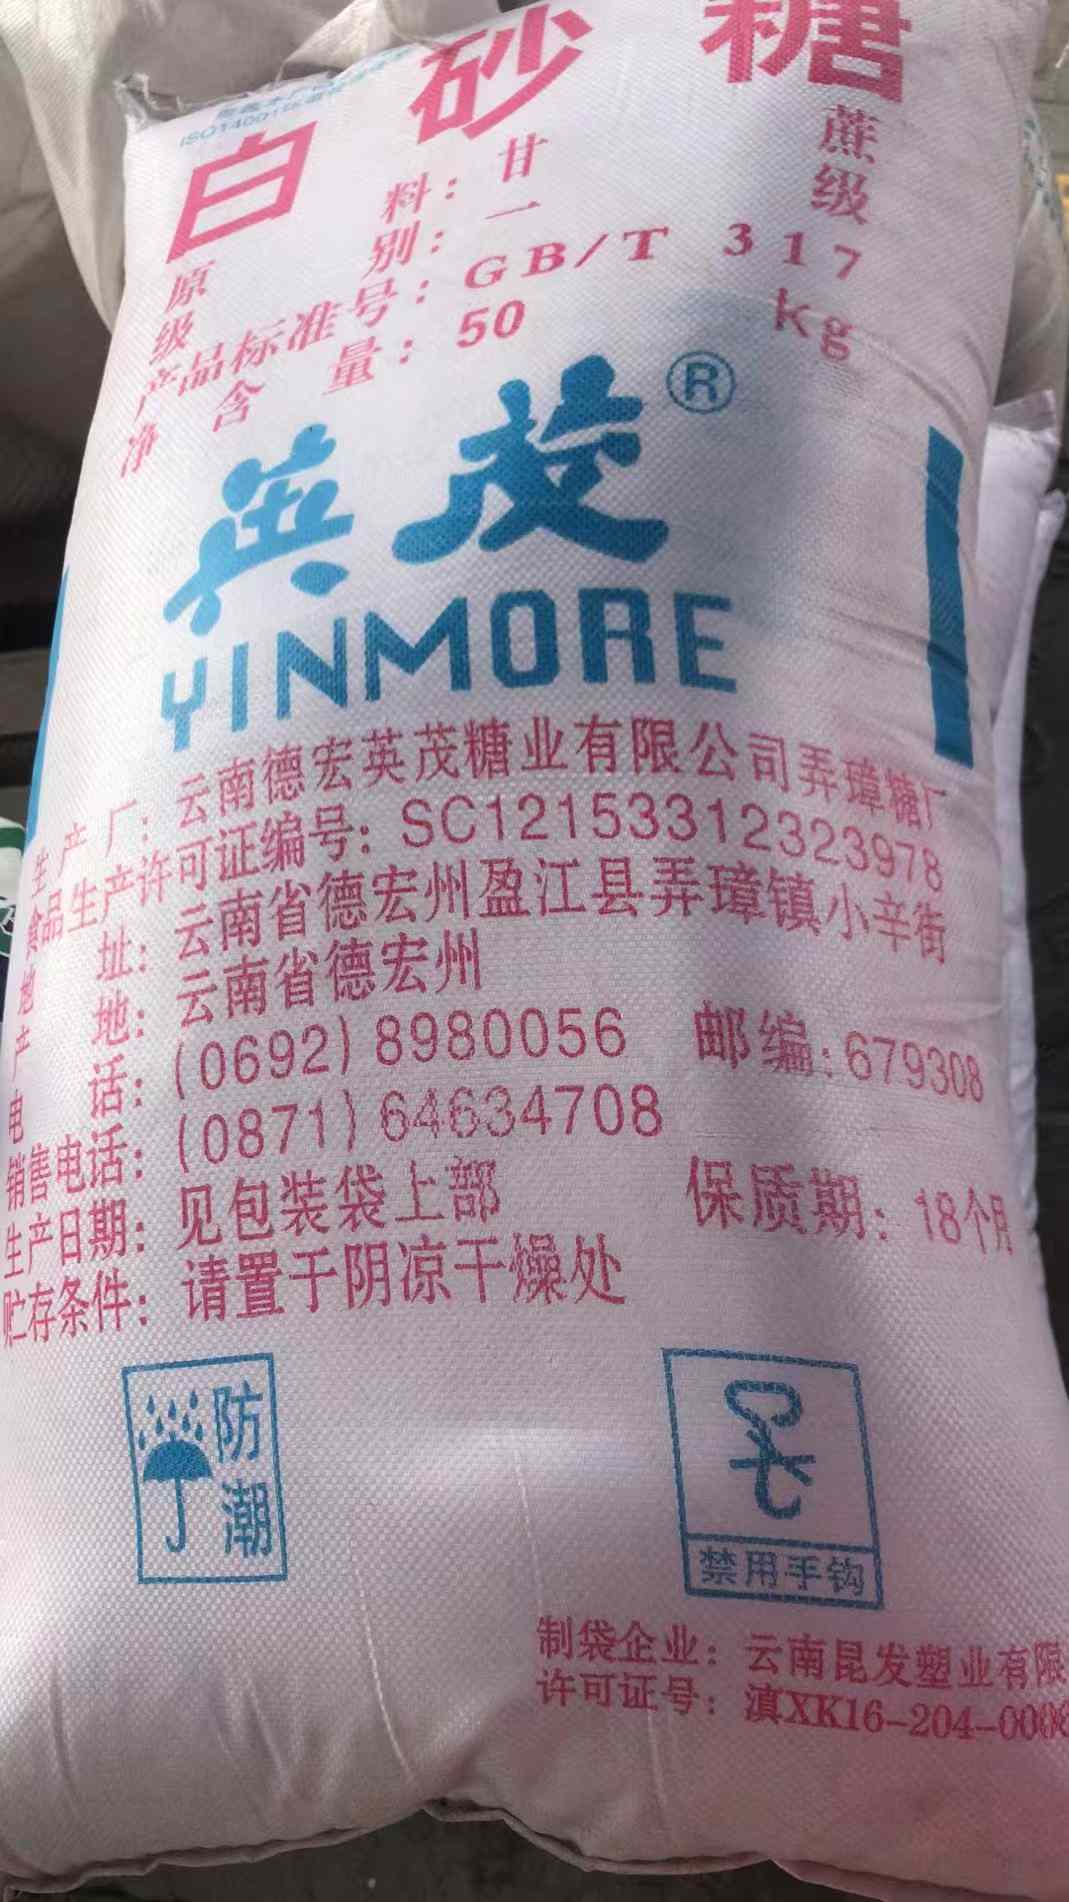 ISO14001
白砂糖
原料：甘蔗
级别：一级
产品标准号：GB/T 317
净含量：50 kg
英茂®
YINMORE
生产厂：云南德宏英茂糖业有限公司弄璋糖厂
食品生产许可证编号：SC12153312323978
地址：云南省德宏州盈江县弄璋镇小辛街
产地：云南省德宏州
电话：(0692) 8980056 邮编：679308
销售电话：(0871) 64634708
生产日期：见包装袋上部 保质期：18个月
贮存条件：请置于阴凉干燥处
防潮
禁用手钩
制袋企业：云南昆发塑业有限
许可证号：滇XK16-204-000